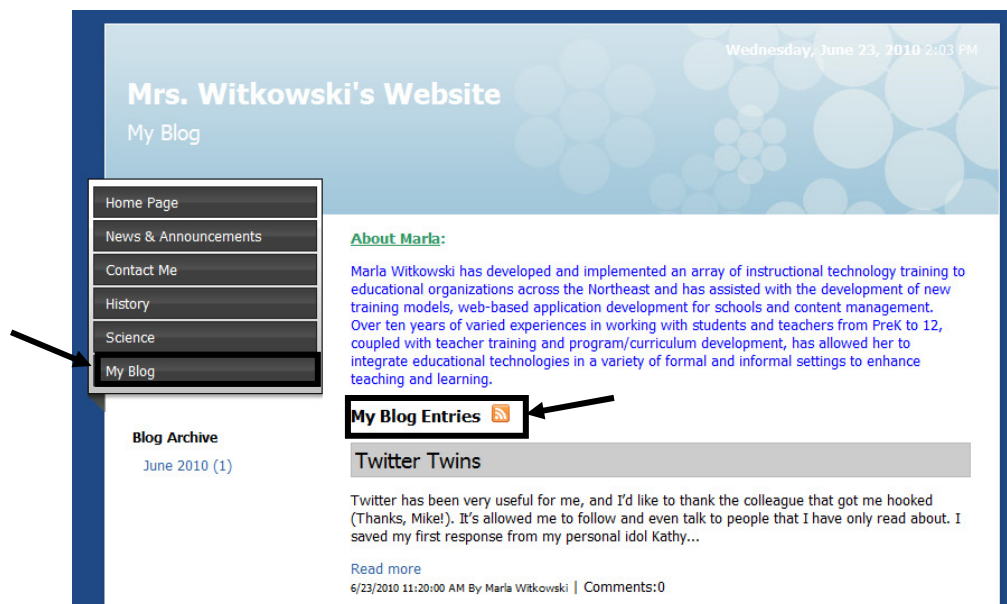 Wednesday, June 23, 2010 2:03 PM
Mrs. Witkowski's Website
My Blog
Home Page
News & Announcements
Contact Me
History
Science
My Blog
Blog Archive
June 2010 (1)
About Marla:
Marla Witkowski has developed and implemented an array of instructional technology training to
educational organizations across the Northeast and has assisted with the development of new
training models, web-based application development for schools and content management.
Over ten years of varied experiences in working with students and teachers from PreK to 12,
coupled with teacher training and program/curriculum development, has allowed her to
integrate educational technologies in a variety of formal and informal settings to enhance
teaching and learning.
My Blog Entries
Twitter Twins
Twitter has been very useful for me, and I'd like to thank the colleague that got me hooked
(Thanks, Mike!). It's allowed me to follow and even talk to people that I have only read about. I
saved my first response from my personal idol Kathy...
Read more
6/23/2010 11:20:00 AM By Marla Witkowski | Comments:0